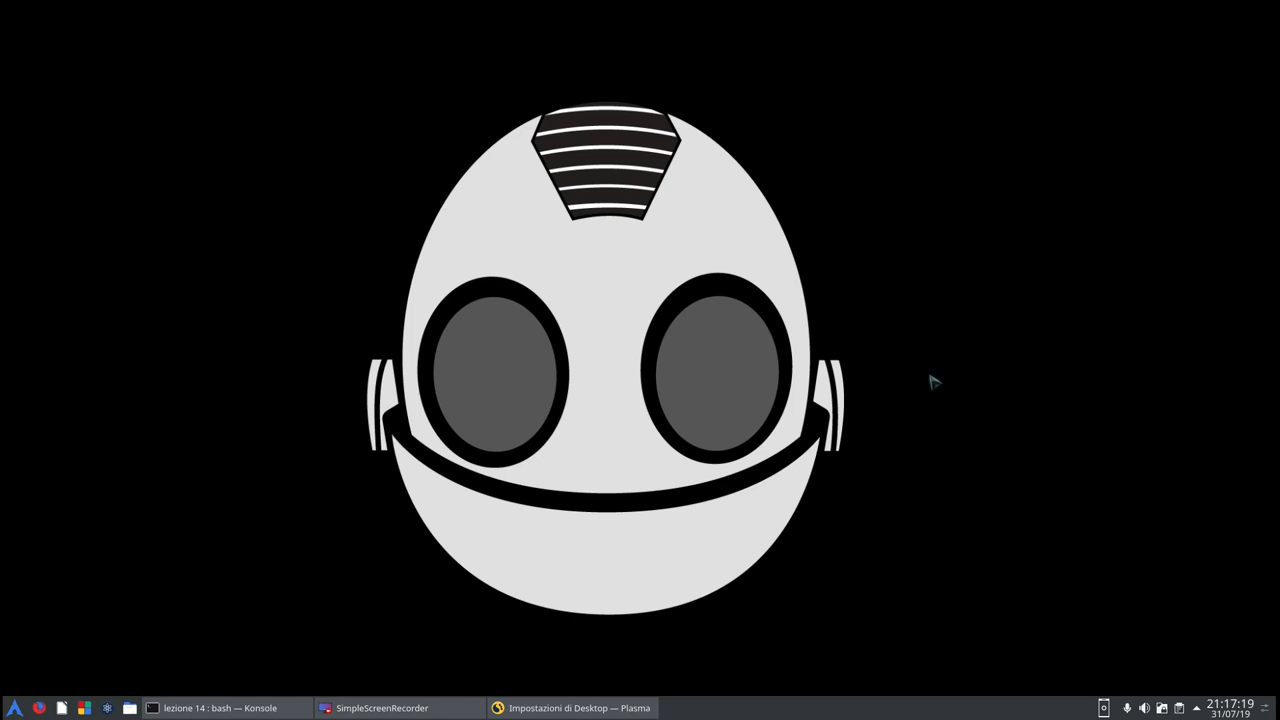 lezione 14 : bash — Konsole
SimpleScreenRecorder
Impostazioni di Desktop — Plasma
21:17:19
31/07/19